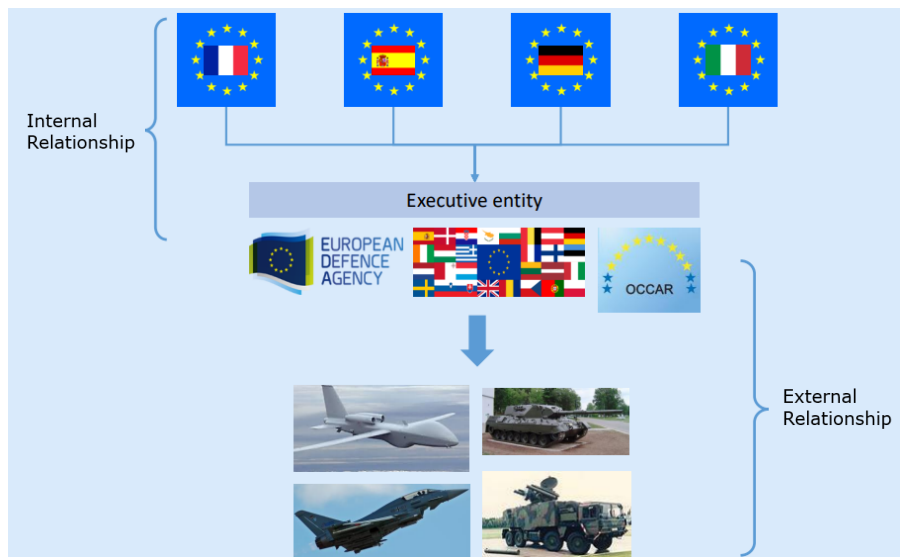 Internal
Relationship
Executive entity
EUROPEAN
DEFENCE
AGENCY
OCCAR
External
Relationship